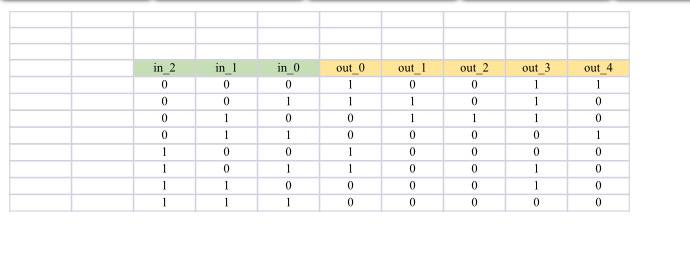 in_2 in_1 in_0 out_0 out_1 out_2 out_3 out_4
0 0 0 1 0 0 1 1
0 0 1 1 1 0 1 0
0 1 0 0 1 1 1 0
0 1 1 0 0 0 0 1
1 0 0 1 0 0 0 0
1 0 1 1 0 0 1 0
1 1 0 0 0 0 1 0
1 1 1 0 0 0 0 0